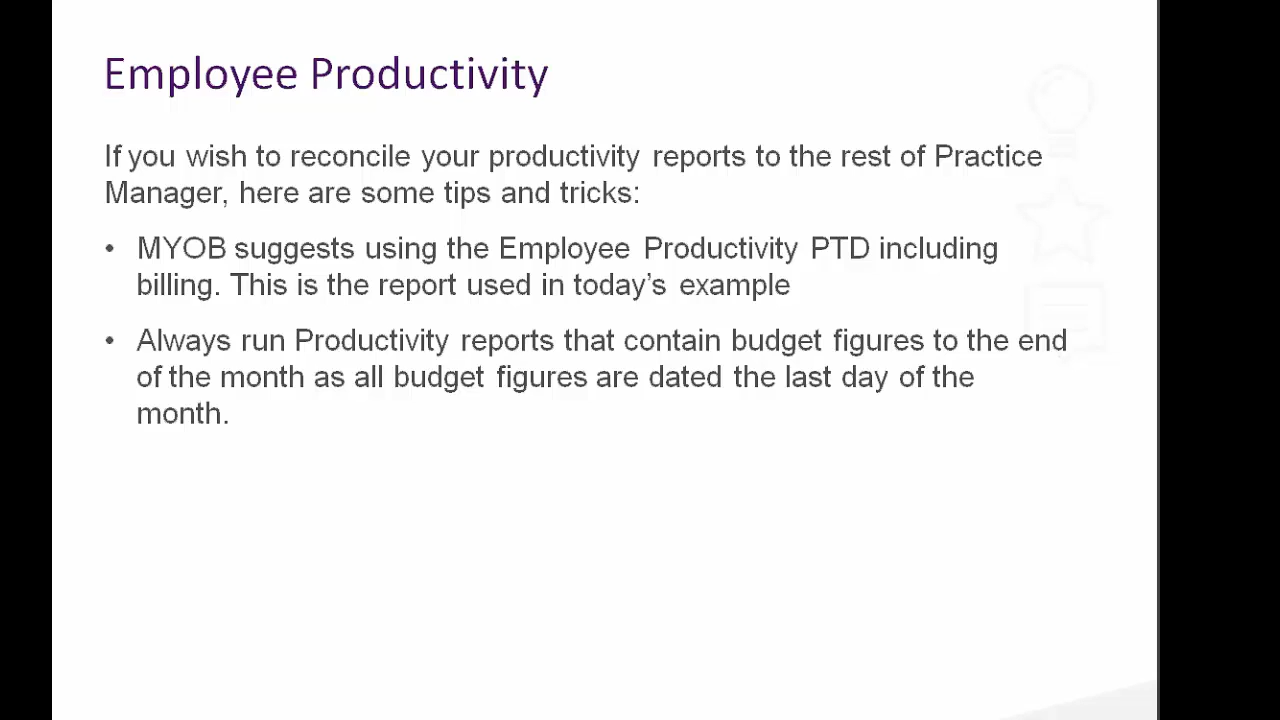 Employee Productivity
If you wish to reconcile your productivity reports to the rest of Practice
Manager, here are some tips and tricks:
• MYOB suggests using the Employee Productivity PTD including
billing. This is the report used in today’s example
• Always run Productivity reports that contain budget figures to the end
of the month as all budget figures are dated the last day of the
month.